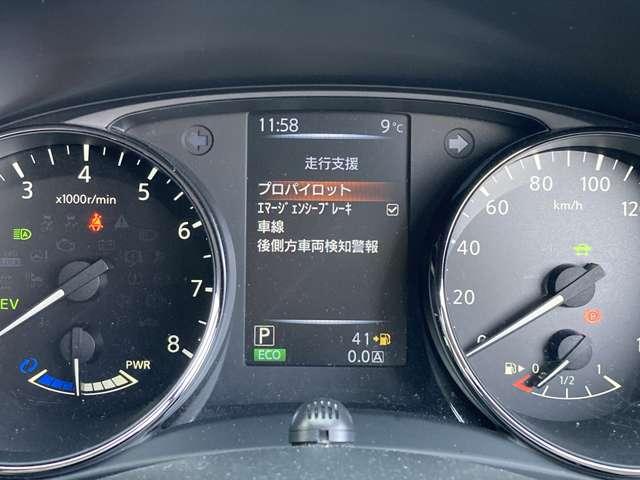 11:58 9℃
走行支援
プロパイロット
ｴﾏｰｼﾞｪﾝｼｰﾌﾞﾚｰｷ
車線
後側方車両検知警報
P 41
ECO 0.0 A
3 4 5 6 7 8
x1000r/min
EV
PWR
0 20 40 60 80 100 12
km/h
0 1/2 1